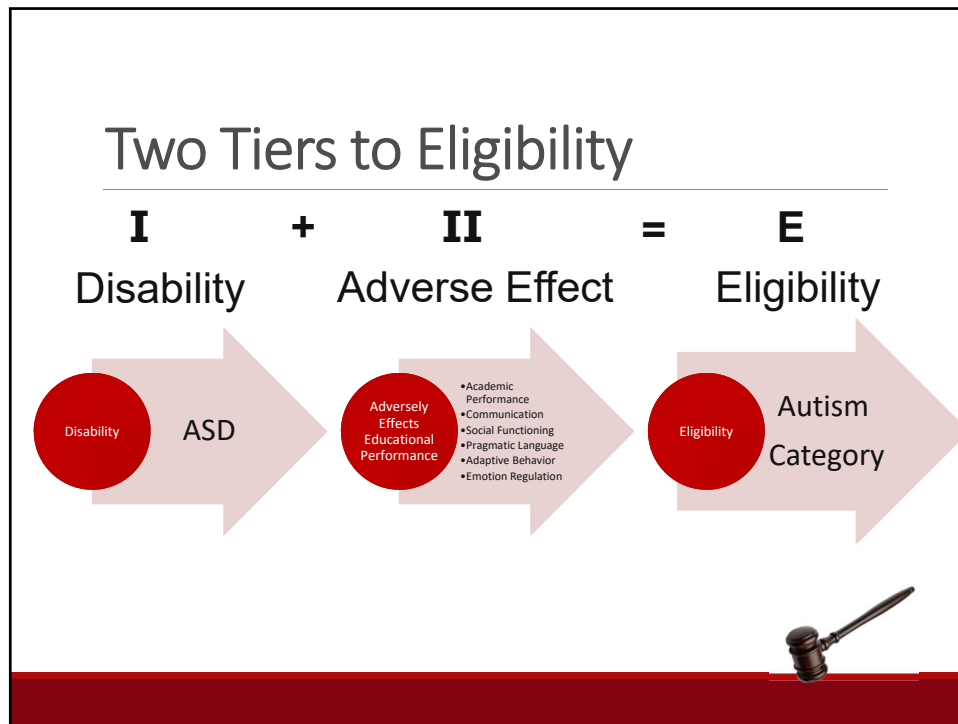 Two Tiers to Eligibility
I + II = E
Disability Adverse Effect Eligibility
Disability
ASD
Adversely
Effects
Educational
Performance
•Academic
Performance
•Communication
•Social Functioning
•Pragmatic Language
•Adaptive Behavior
•Emotion Regulation
Eligibility
Autism
Category